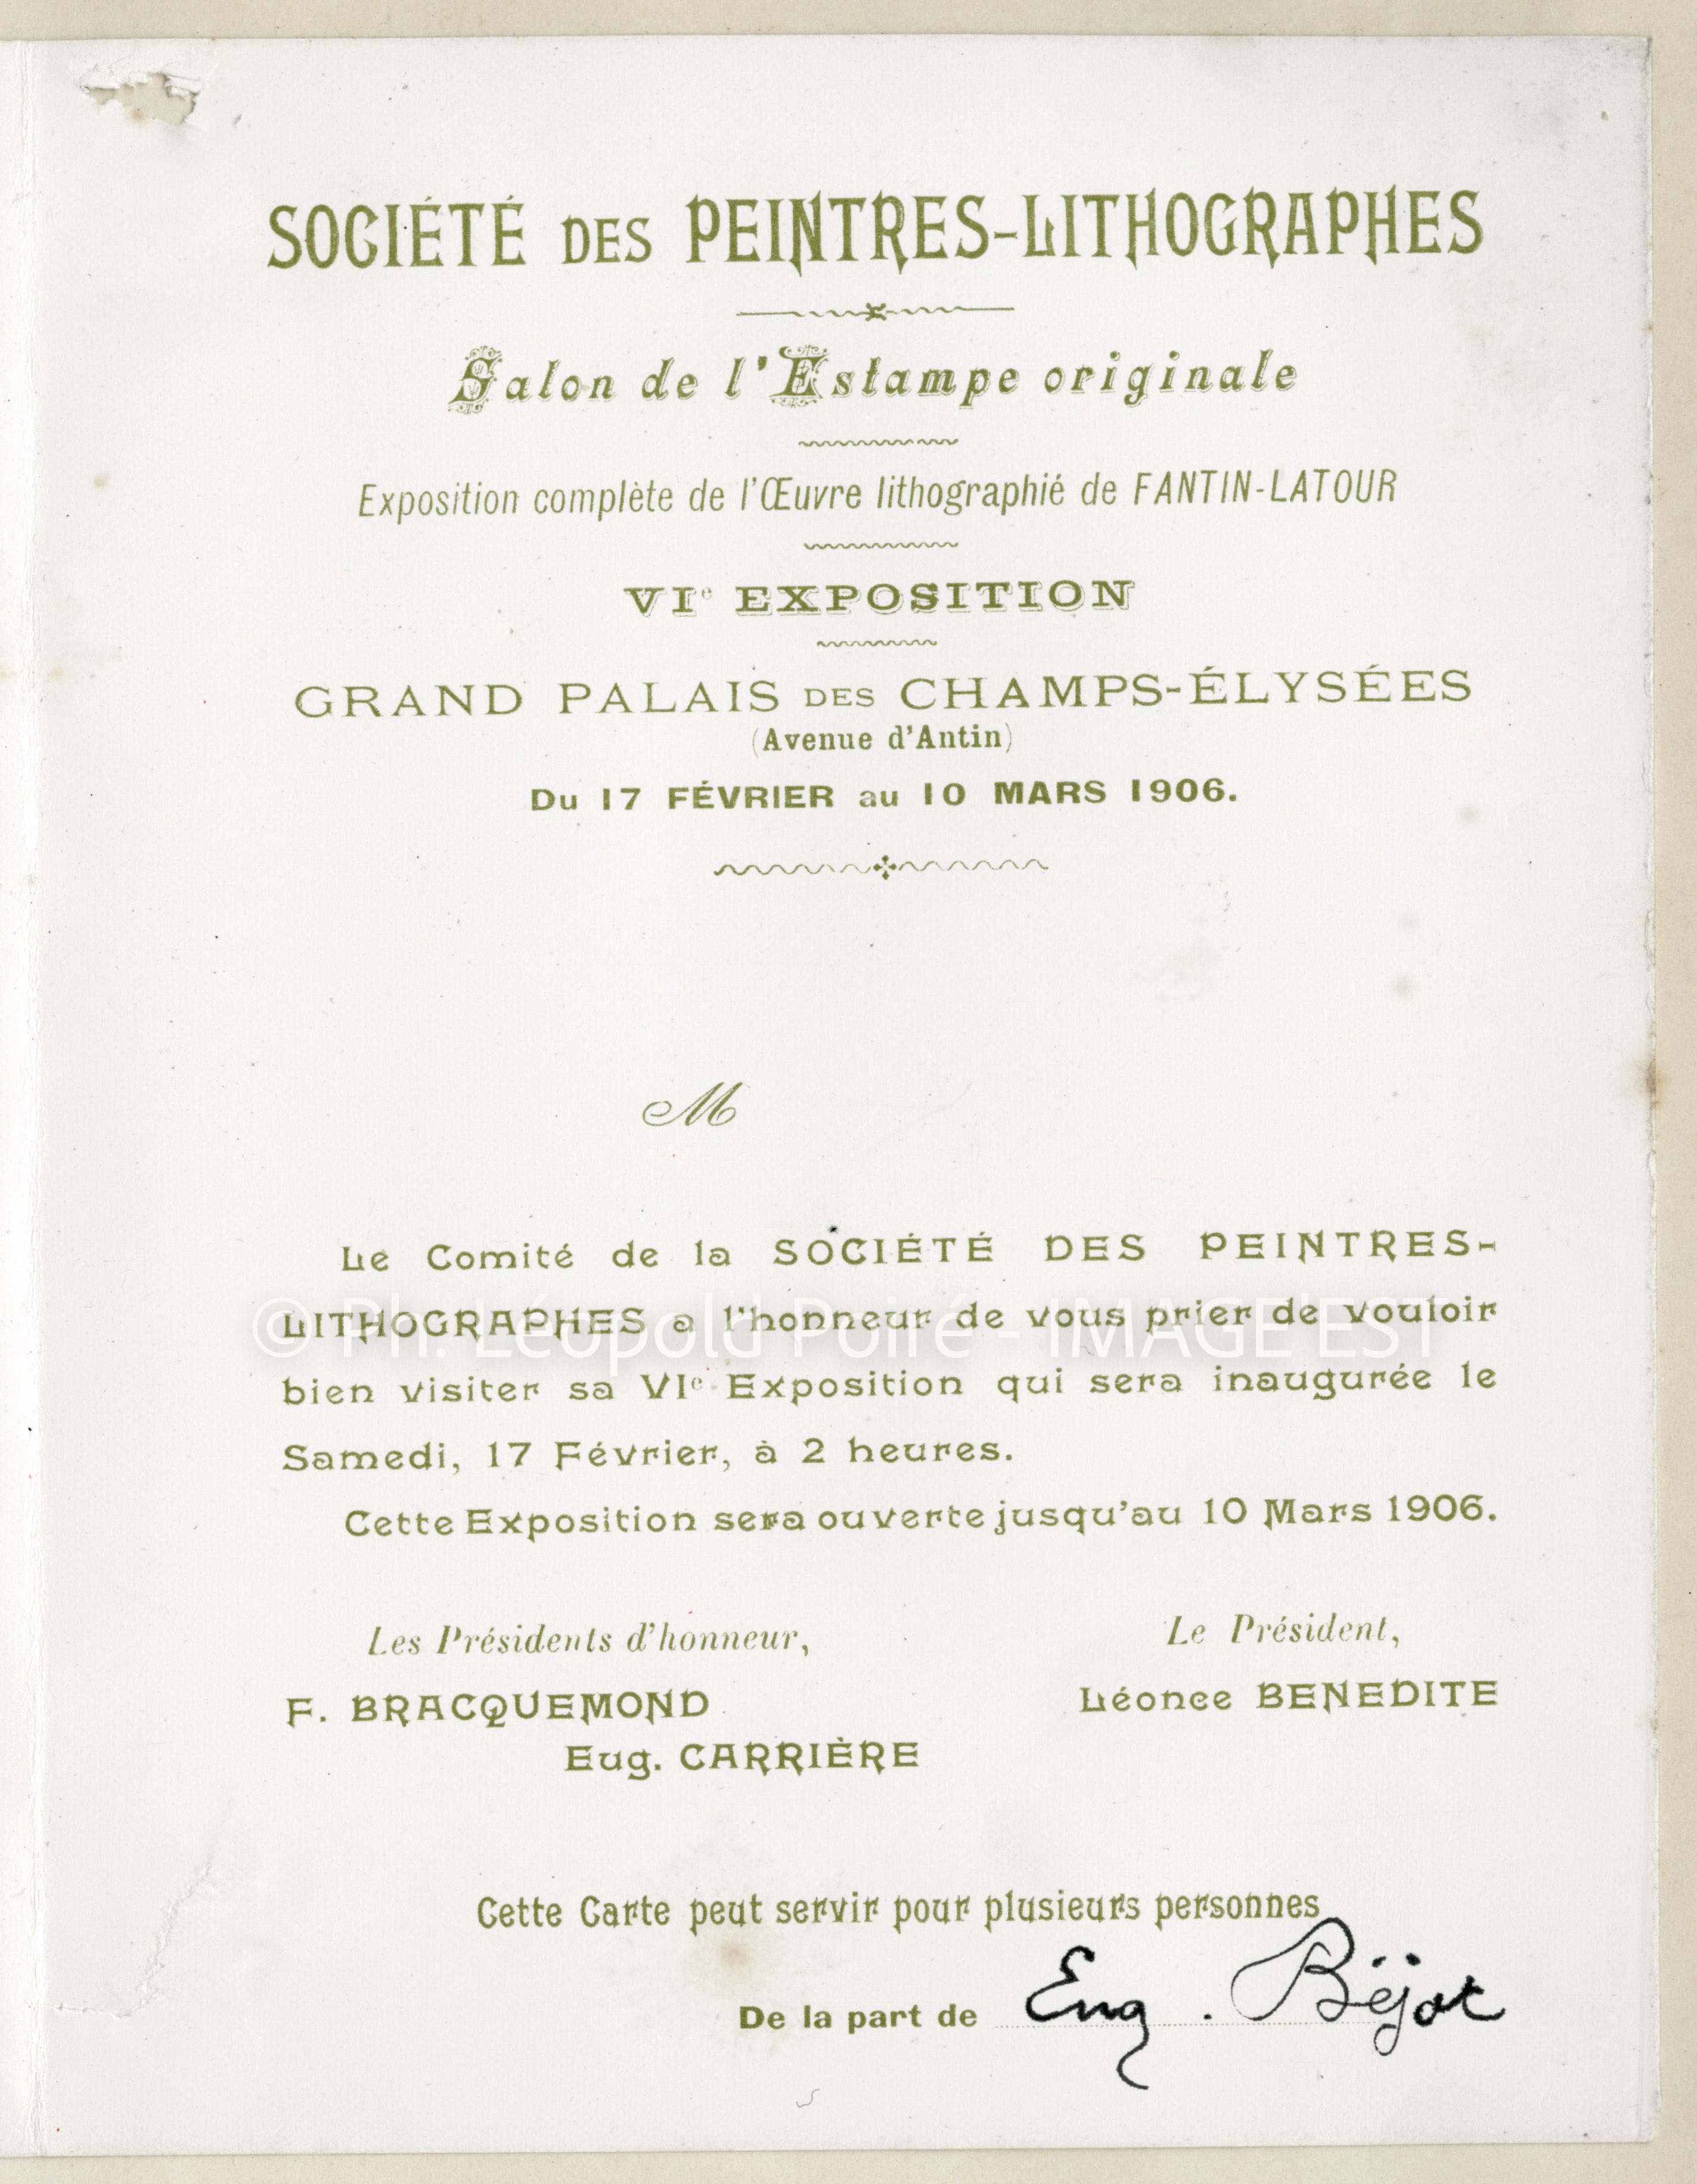 SOCIÉTÉ DES PEINTRES-LITHOGRAPHES
Salon de l'Estampe originale
Exposition complète de l'Œuvre lithographié de FANTIN-LATOUR
VIe EXPOSITION
GRAND PALAIS DES CHAMPS-ÉLYSÉES
(Avenue d'Antin)
Du 17 FÉVRIER au 10 MARS 1906.
M
Le Comité de la SOCIÉTÉ DES PEINTRES-
LITHOGRAPHES a l'honneur de vous prier de vouloir
© Ph. Léopold Poiré - IMAGE'EST
bien visiter sa VIe Exposition qui sera inaugurée le
Samedi, 17 Février, à 2 heures.
Cette Exposition sera ouverte jusqu'au 10 Mars 1906.
Les Présidents d'honneur,
Le Président,
F. BRACQUEMOND
Léonce BENEDITE
Eug. CARRIÈRE
Cette Carte peut servir pour plusieurs personnes
De la part de Eug. Béjot